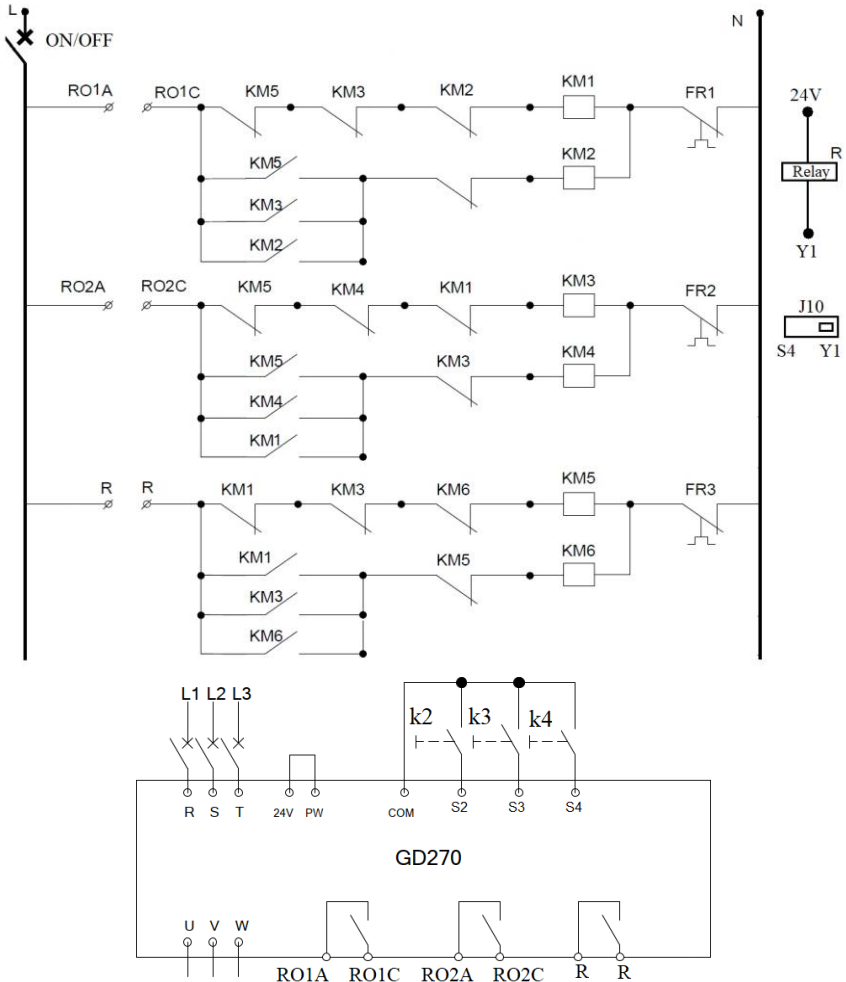 L N
ON/OFF
RO1A RO1C KM5 KM3 KM2 KM1 FR1
24V
KM5 KM2
R
Relay
KM3
KM2
Y1
RO2A RO2C KM5 KM4 KM1 KM3 FR2
J10
S4 Y1
KM5 KM3 KM4
KM4
KM1
R R KM1 KM3 KM6 KM5 FR3
KM1 KM5 KM6
KM3
KM6
L1 L2 L3
k2 k3 k4
R S T 24V PW COM S2 S3 S4
GD270
U V W
RO1A RO1C RO2A RO2C R R